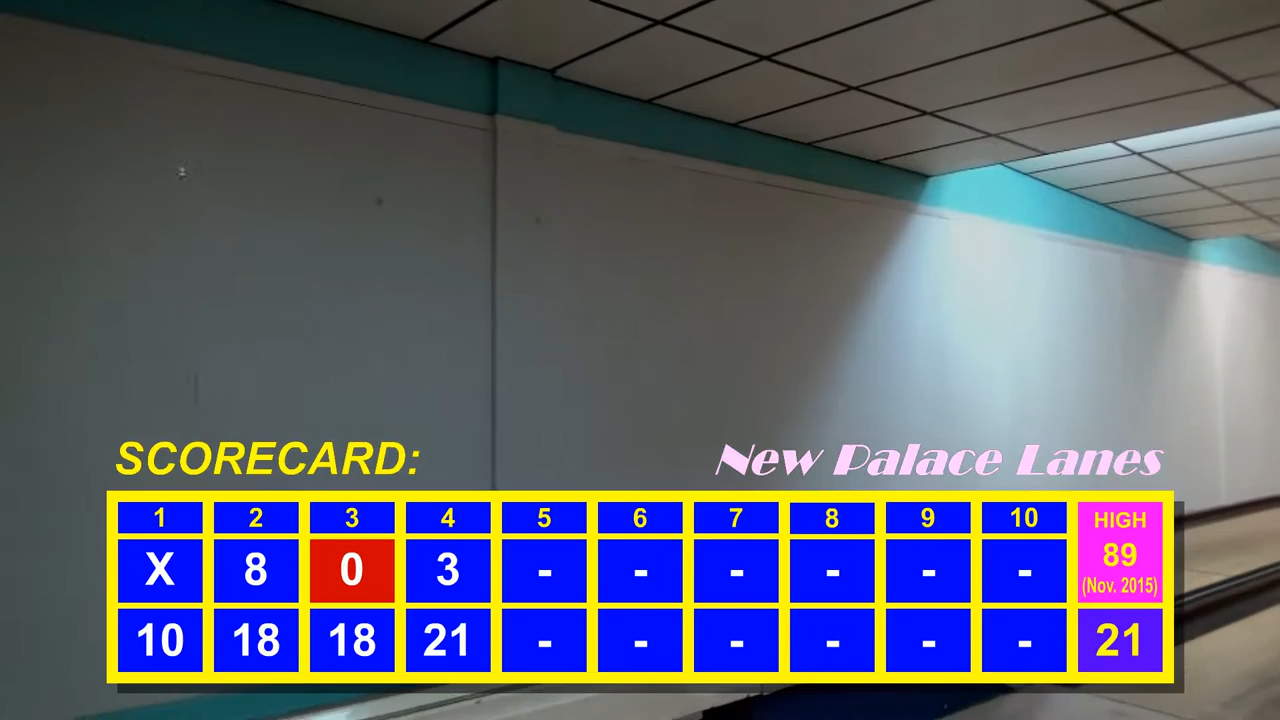 SCORECARD:
New Palace Lanes
1 2 3 4 5 6 7 8 9 10 HIGH
X 8 0 3 - - - - - - 89
(Nov. 2015)
10 18 18 21 - - - - - - 21